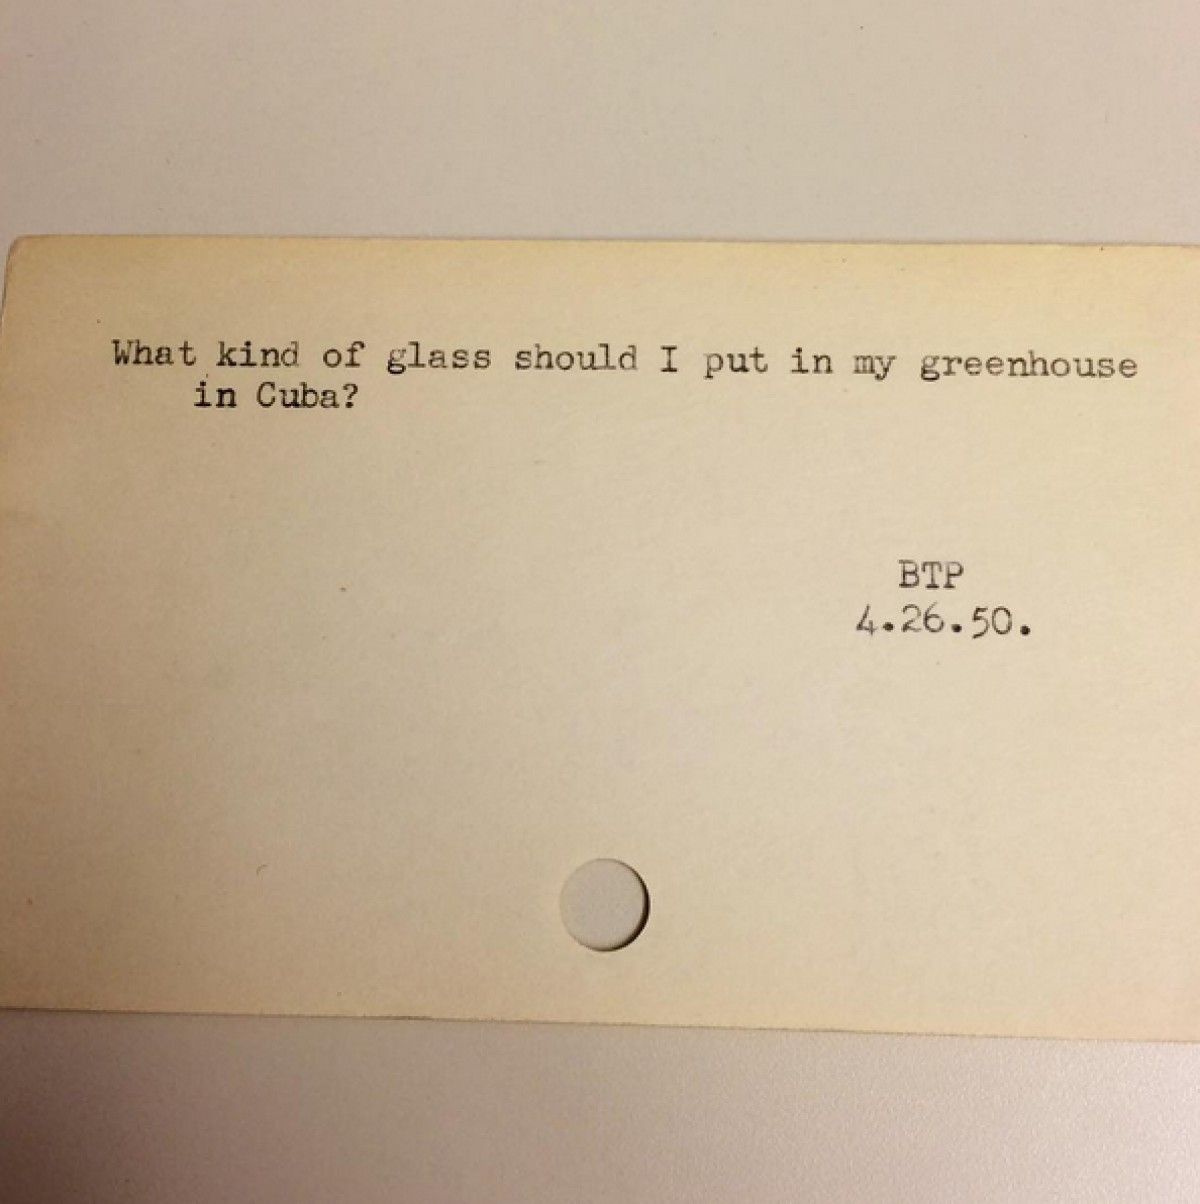 What kind of glass should I put in my greenhouse
in Cuba?
BTP
4.26.50.